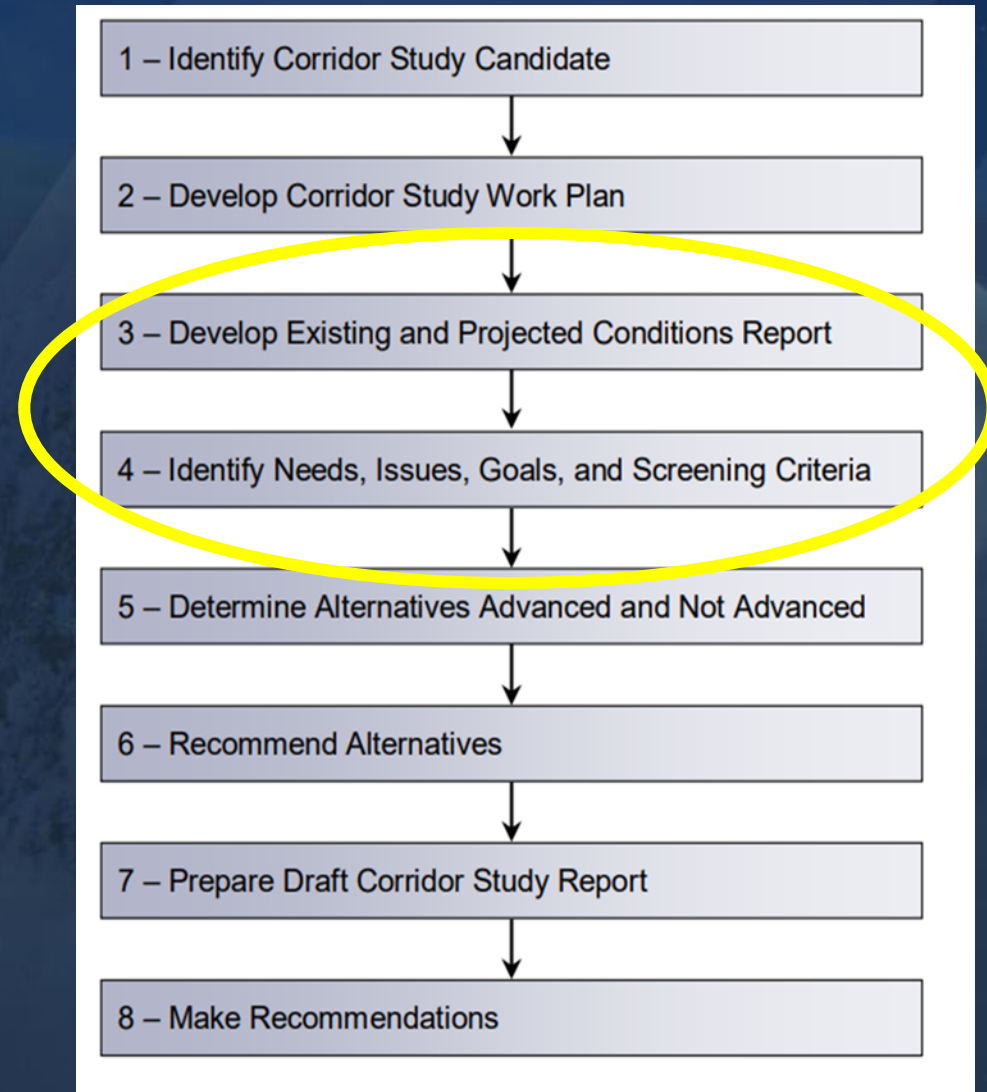 1 – Identify Corridor Study Candidate
2 – Develop Corridor Study Work Plan
3 – Develop Existing and Projected Conditions Report
4 – Identify Needs, Issues, Goals, and Screening Criteria
5 – Determine Alternatives Advanced and Not Advanced
6 – Recommend Alternatives
7 – Prepare Draft Corridor Study Report
8 – Make Recommendations